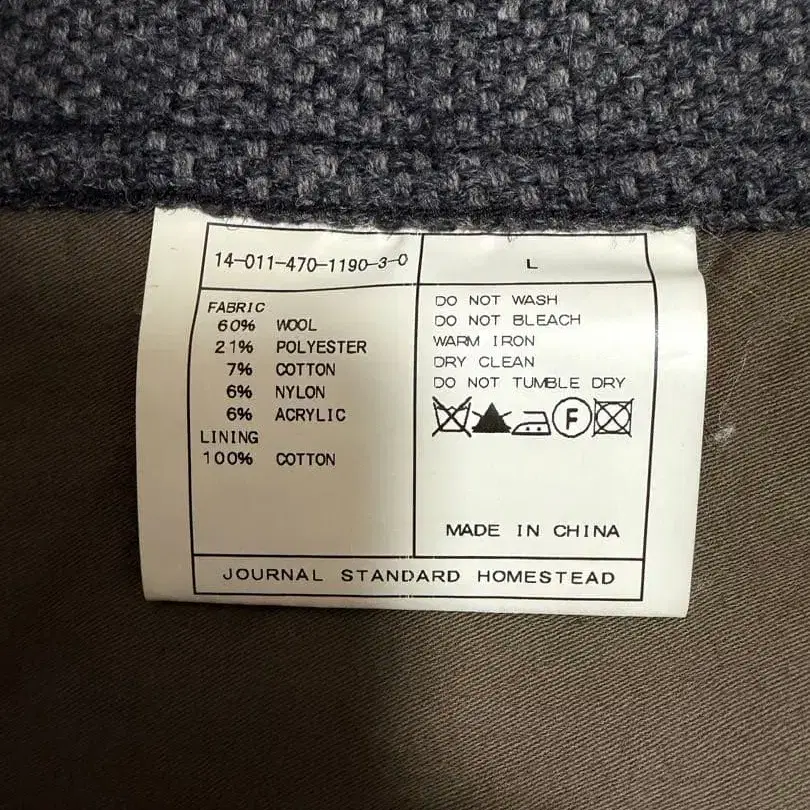 14-011-470-1190-3-0
L
FABRIC
60% WOOL
21% POLYESTER
7% COTTON
6% NYLON
6% ACRYLIC
LINING
100% COTTON
DO NOT WASH
DO NOT BLEACH
WARM IRON
DRY CLEAN
DO NOT TUMBLE DRY
F
MADE IN CHINA
JOURNAL STANDARD HOMESTEAD